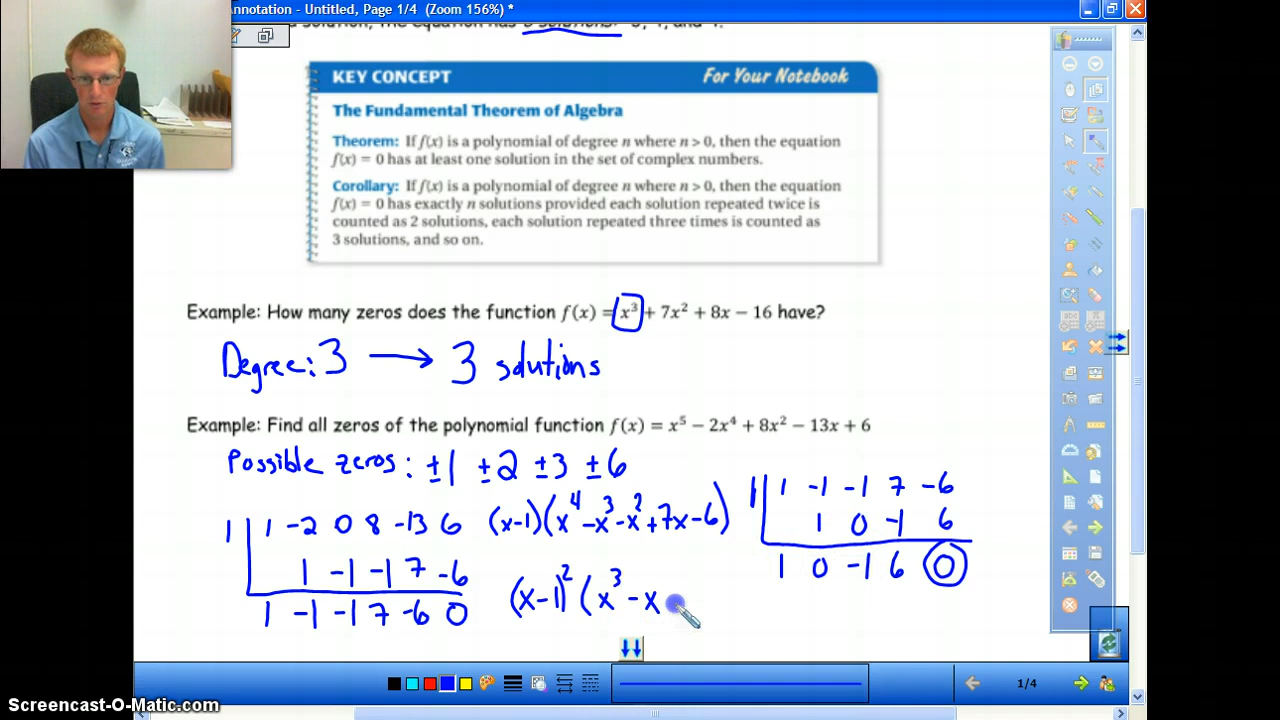 Annotation - Untitled, Page 1/4 (Zoom 156%) *
KEY CONCEPT For Your Notebook
The Fundamental Theorem of Algebra
Theorem: If f(x) is a polynomial of degree n where n > 0, then the equation
f(x) = 0 has at least one solution in the set of complex numbers.
Corollary: If f(x) is a polynomial of degree n where n > 0, then the equation
f(x) = 0 has exactly n solutions provided each solution repeated twice is
counted as 2 solutions, each solution repeated three times is counted as
3 solutions, and so on.
Example: How many zeros does the function f(x) = x³ + 7x² + 8x − 16 have?
Degree: 3 → 3 solutions
Example: Find all zeros of the polynomial function f(x) = x⁵ − 2x⁴ + 8x² − 13x + 6
Possible zeros: ±1 ±2 ±3 ±6
1 | 1 -2 0 8 -13 6
1 -1 -1 7 -6
1 -1 -1 7 -6 0
(x-1)(x⁴-x³-x²+7x-6)
(x-1)²(x³-x
1 | 1 -1 -1 7 -6
1 0 -1 6
1 0 -1 6 0
1/4
Screencast-O-Matic.com